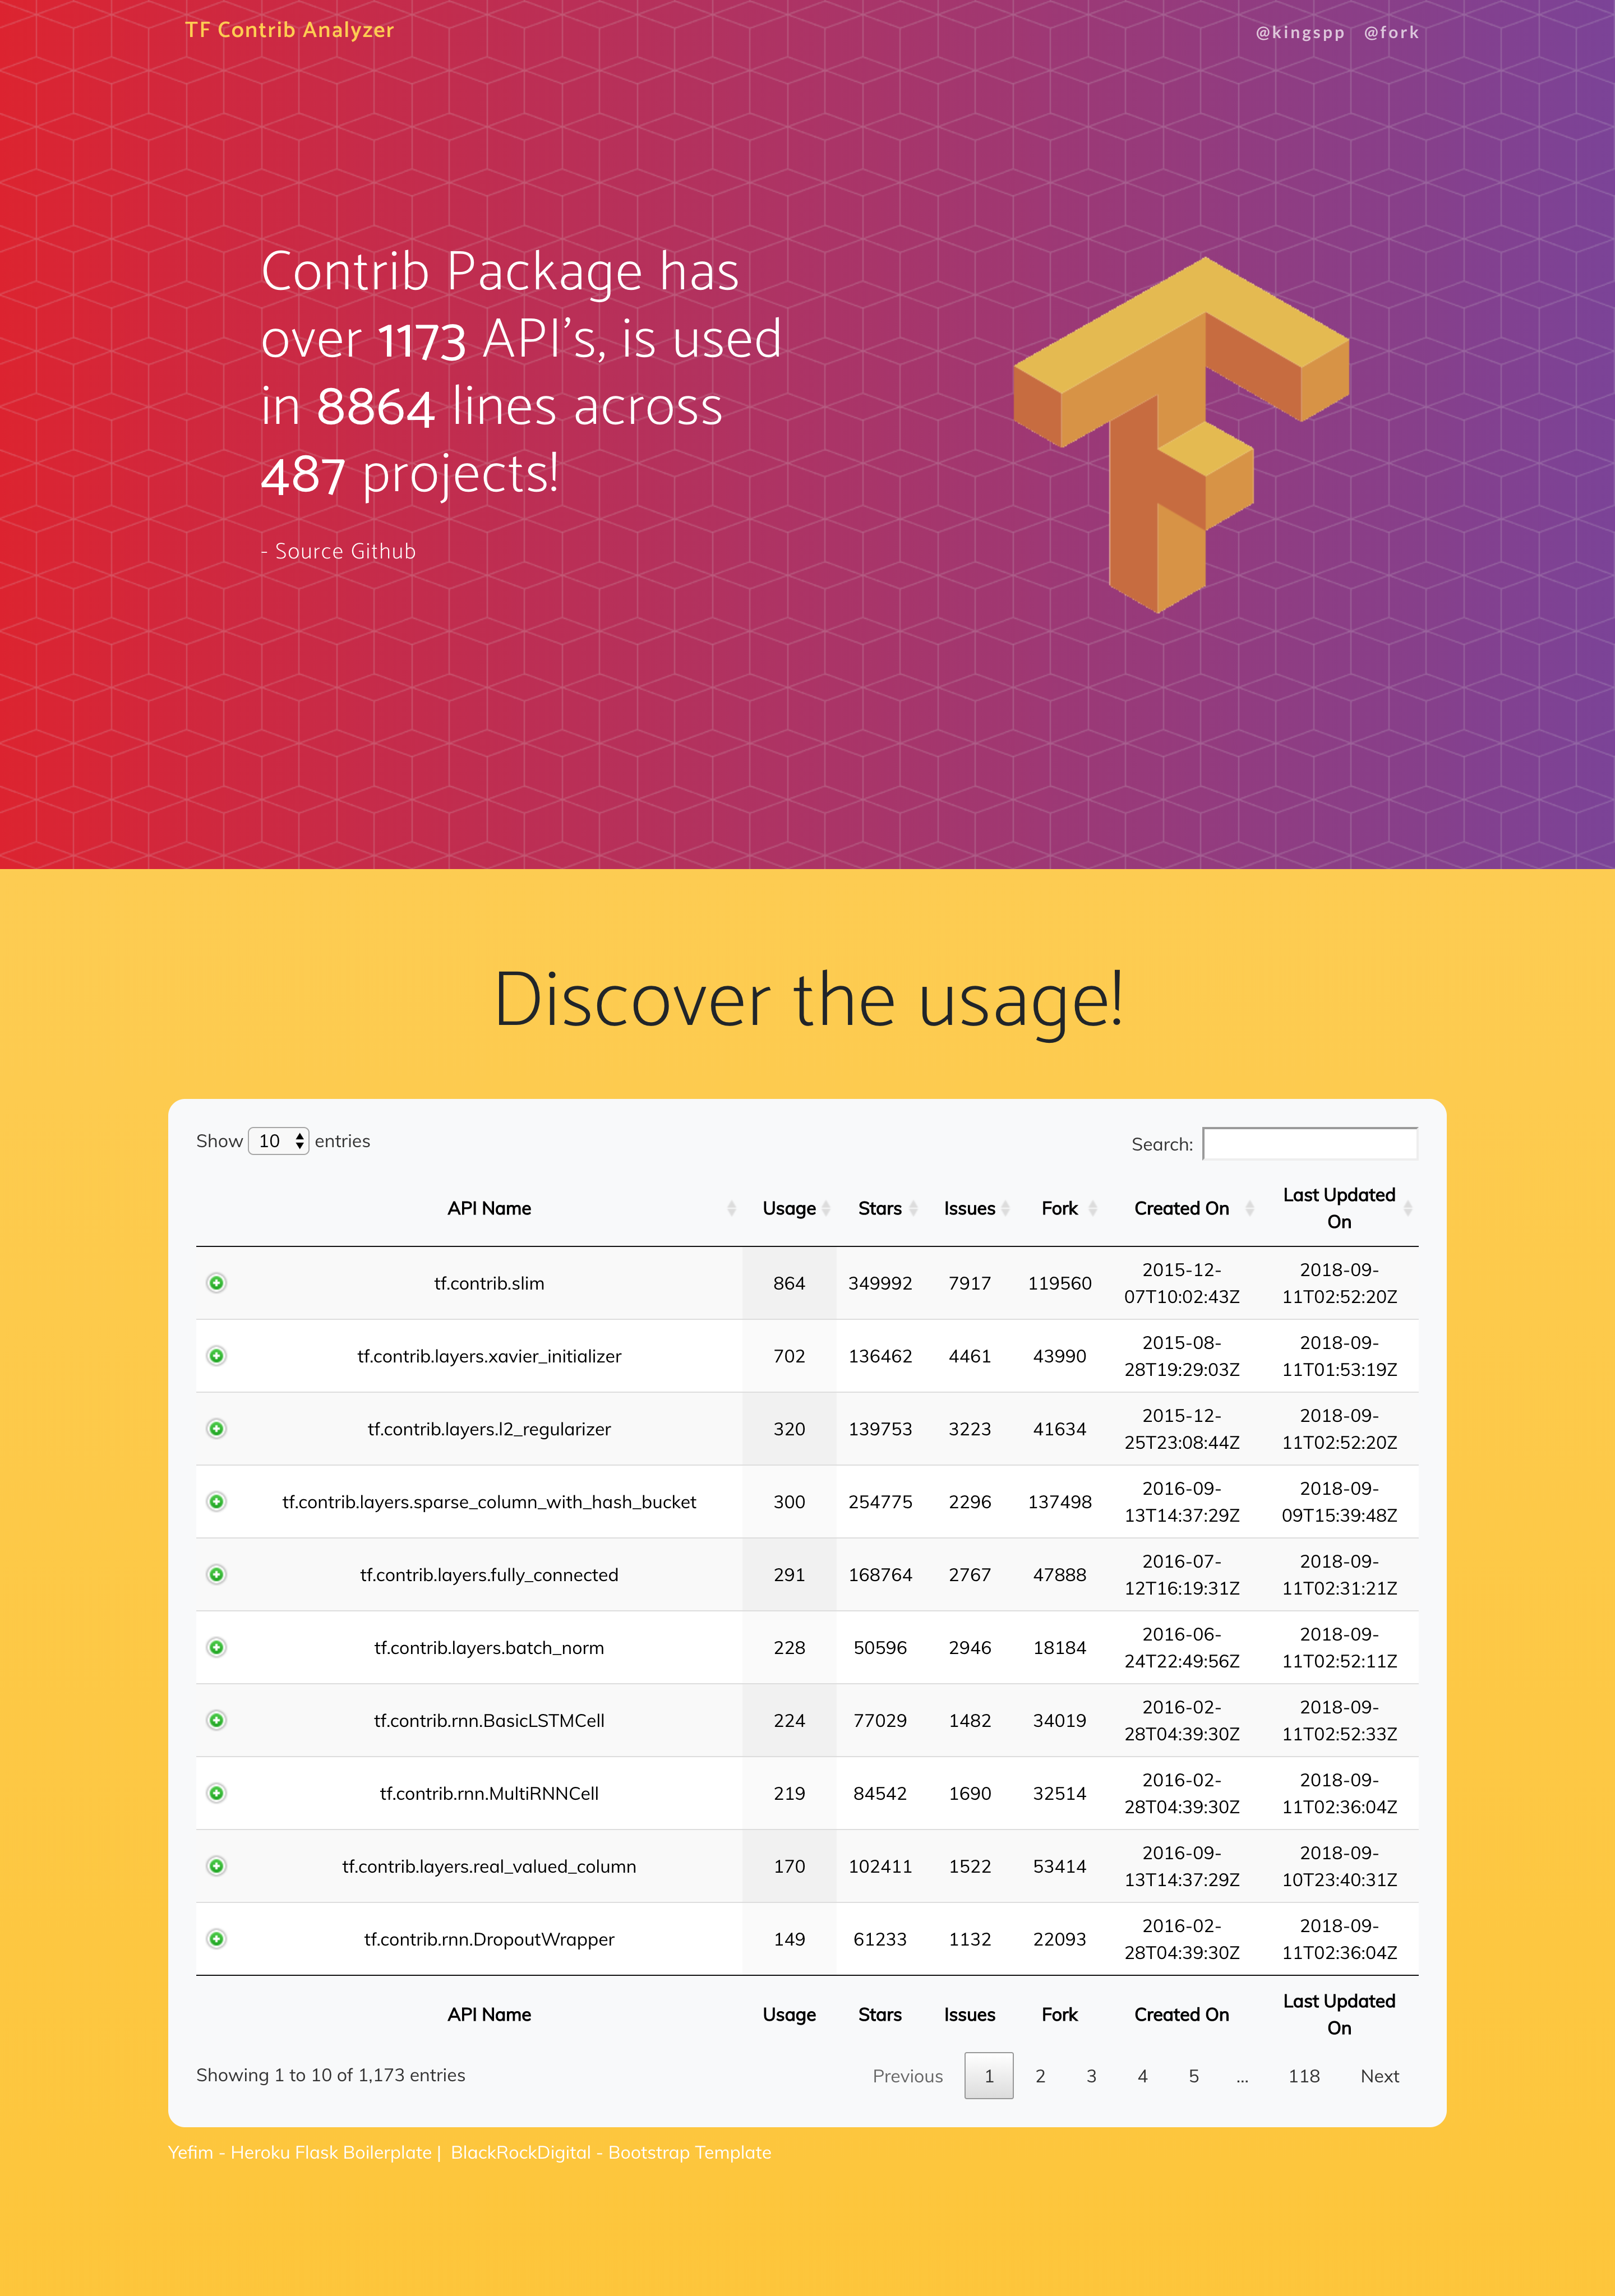 TF Contrib Analyzer
@kingspp @fork
Contrib Package has
over 1173 API's, is used
in 8864 lines across
487 projects!
- Source Github
Discover the usage!
Show 10 entries
Search:
API Name Usage Stars Issues Fork Created On Last Updated On
tf.contrib.slim 864 349992 7917 119560 2015-12-07T10:02:43Z 2018-09-11T02:52:20Z
tf.contrib.layers.xavier_initializer 702 136462 4461 43990 2015-08-28T19:29:03Z 2018-09-11T01:53:19Z
tf.contrib.layers.l2_regularizer 320 139753 3223 41634 2015-12-25T23:08:44Z 2018-09-11T02:52:20Z
tf.contrib.layers.sparse_column_with_hash_bucket 300 254775 2296 137498 2016-09-13T14:37:29Z 2018-09-09T15:39:48Z
tf.contrib.layers.fully_connected 291 168764 2767 47888 2016-07-12T16:19:31Z 2018-09-11T02:31:21Z
tf.contrib.layers.batch_norm 228 50596 2946 18184 2016-06-24T22:49:56Z 2018-09-11T02:52:11Z
tf.contrib.rnn.BasicLSTMCell 224 77029 1482 34019 2016-02-28T04:39:30Z 2018-09-11T02:52:33Z
tf.contrib.rnn.MultiRNNCell 219 84542 1690 32514 2016-02-28T04:39:30Z 2018-09-11T02:36:04Z
tf.contrib.layers.real_valued_column 170 102411 1522 53414 2016-09-13T14:37:29Z 2018-09-10T23:40:31Z
tf.contrib.rnn.DropoutWrapper 149 61233 1132 22093 2016-02-28T04:39:30Z 2018-09-11T02:36:04Z
API Name Usage Stars Issues Fork Created On Last Updated On
Showing 1 to 10 of 1,173 entries
Previous 1 2 3 4 5 … 118 Next
Yefim - Heroku Flask Boilerplate | BlackRockDigital - Bootstrap Template